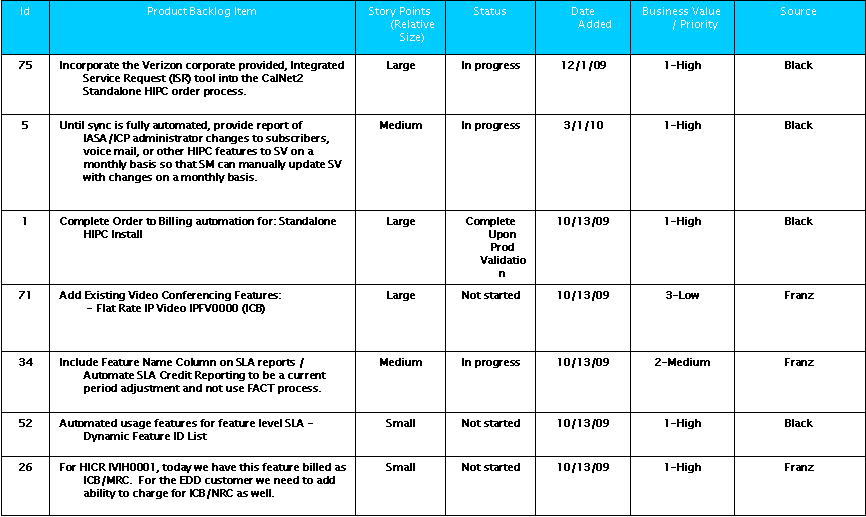 Id Product Backlog Item Story Points (Relative Size) Status Date Added Business Value / Priority Source
75 Incorporate the Verizon corporate provided, Integrated Large In progress 12/1/09 1-High Black
Service Request (ISR) tool into the CalNet2
Standalone HIPC order process.
5 Until sync is fully automated, provide report of Medium In progress 3/1/10 1-High Black
IASA/ICP administrator changes to subscribers,
voice mail, or other HIPC features to SV on a
monthly basis so that SM can manually update SV
with changes on a monthly basis.
1 Complete Order to Billing automation for: Standalone Large Complete 10/13/09 1-High Black
HIPC Install Upon
Prod
Validatio
n
71 Add Existing Video Conferencing Features: Large Not started 10/13/09 3-Low Franz
- Flat Rate IP Video IPFV0000 (ICB)
34 Include Feature Name Column on SLA reports / Medium In progress 10/13/09 2-Medium Franz
Automate SLA Credit Reporting to be a current
period adjustment and not use FACT process.
52 Automated usage features for feature level SLA - Small Not started 10/13/09 1-High Black
Dynamic Feature ID List
26 For HICR IVIH0001, today we have this feature billed as Small Not started 10/13/09 1-High Franz
ICB/MRC. For the EDD customer we need to add
ability to charge for ICB/NRC as well.